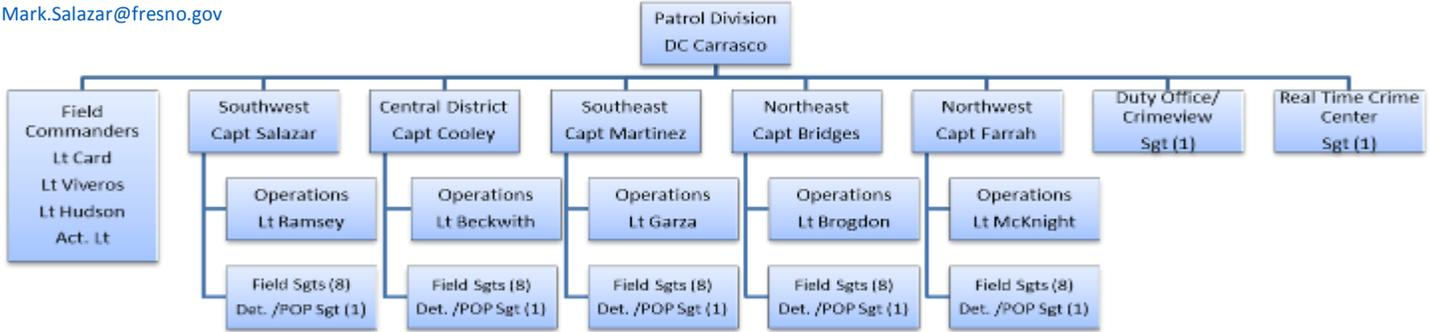 Mark.Salazar@fresno.gov
Patrol Division
DC Carrasco
Field
Commanders
Lt Card
Lt Viveros
Lt Hudson
Act. Lt
Southwest
Capt Salazar
Central District
Capt Cooley
Southeast
Capt Martinez
Northeast
Capt Bridges
Northwest
Capt Farrah
Duty Office/
Crimeview
Sgt (1)
Real Time Crime
Center
Sgt (1)
Operations
Lt Ramsey
Operations
Lt Beckwith
Operations
Lt Garza
Operations
Lt Brogdon
Operations
Lt McKnight
Field Sgts (8)
Det. /POP Sgt (1)
Field Sgts (8)
Det. /POP Sgt (1)
Field Sgts (8)
Det. /POP Sgt (1)
Field Sgts (8)
Det. /POP Sgt (1)
Field Sgts (8)
Det. /POP Sgt (1)